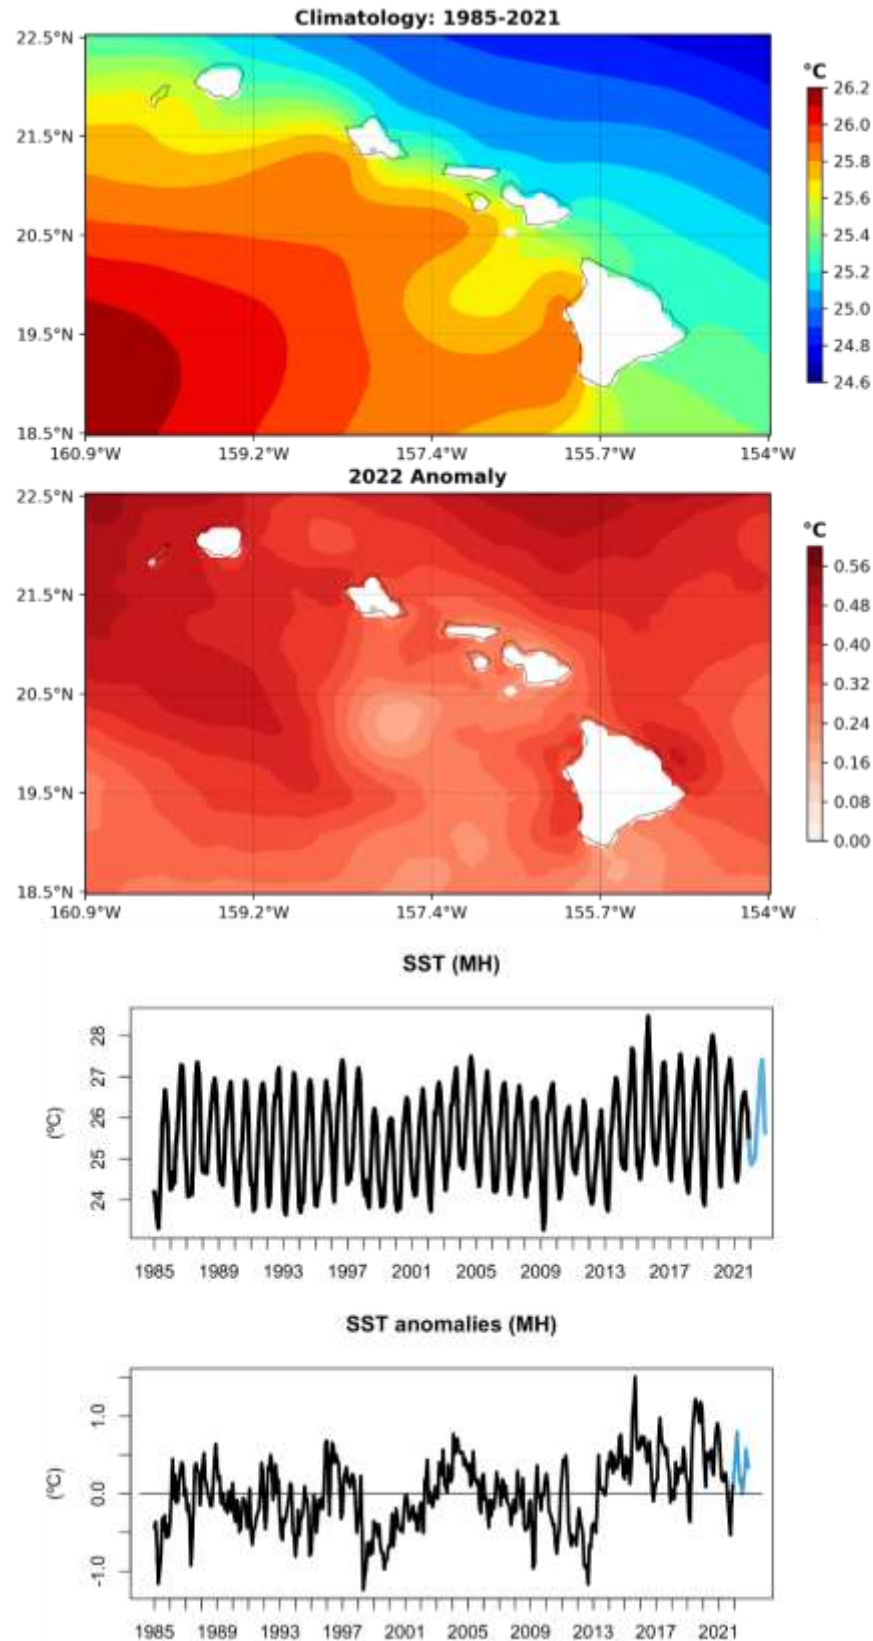 Climatology: 1985-2021
22.5°N
21.5°N
20.5°N
19.5°N
18.5°N
160.9°W 159.2°W 157.4°W 155.7°W 154°W
°C
26.2
26.0
25.8
25.6
25.4
25.2
25.0
24.8
24.6
2022 Anomaly
22.5°N
21.5°N
20.5°N
19.5°N
18.5°N
160.9°W 159.2°W 157.4°W 155.7°W 154°W
°C
0.56
0.48
0.40
0.32
0.24
0.16
0.08
0.00
SST (MH)
(°C)
28
27
26
25
24
1985 1989 1993 1997 2001 2005 2009 2013 2017 2021
SST anomalies (MH)
(°C)
1.0
0.0
-1.0
1985 1989 1993 1997 2001 2005 2009 2013 2017 2021